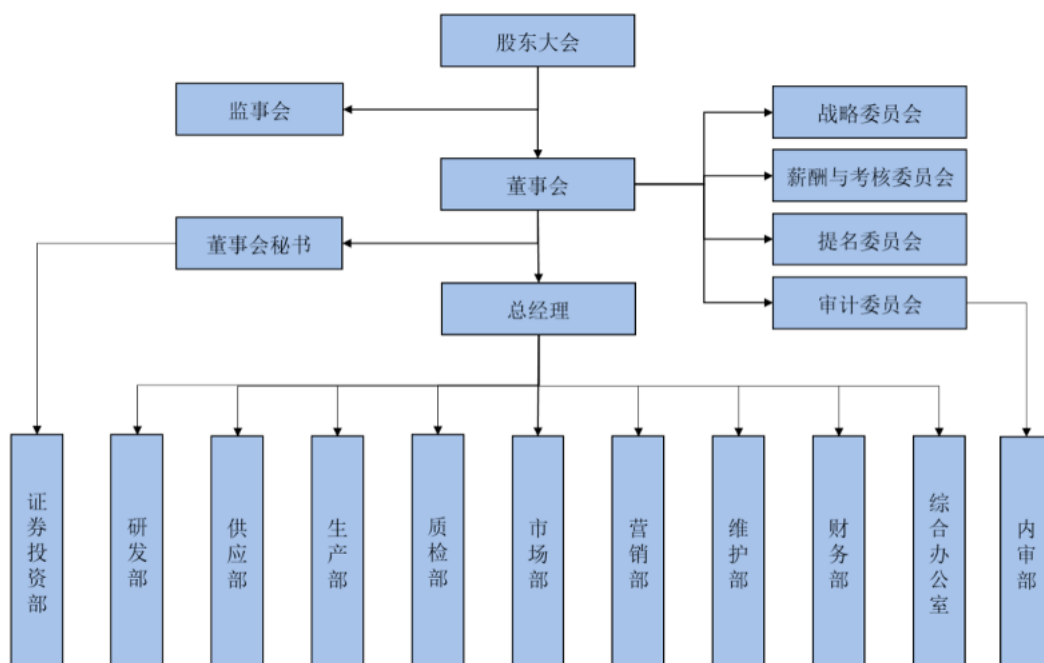 股东大会
监事会
战略委员会
董事会
薪酬与考核委员会
董事会秘书
提名委员会
总经理
审计委员会
证券投资部
研发部
供应部
生产部
质检部
市场部
营销部
维护部
财务部
综合办公室
内审部